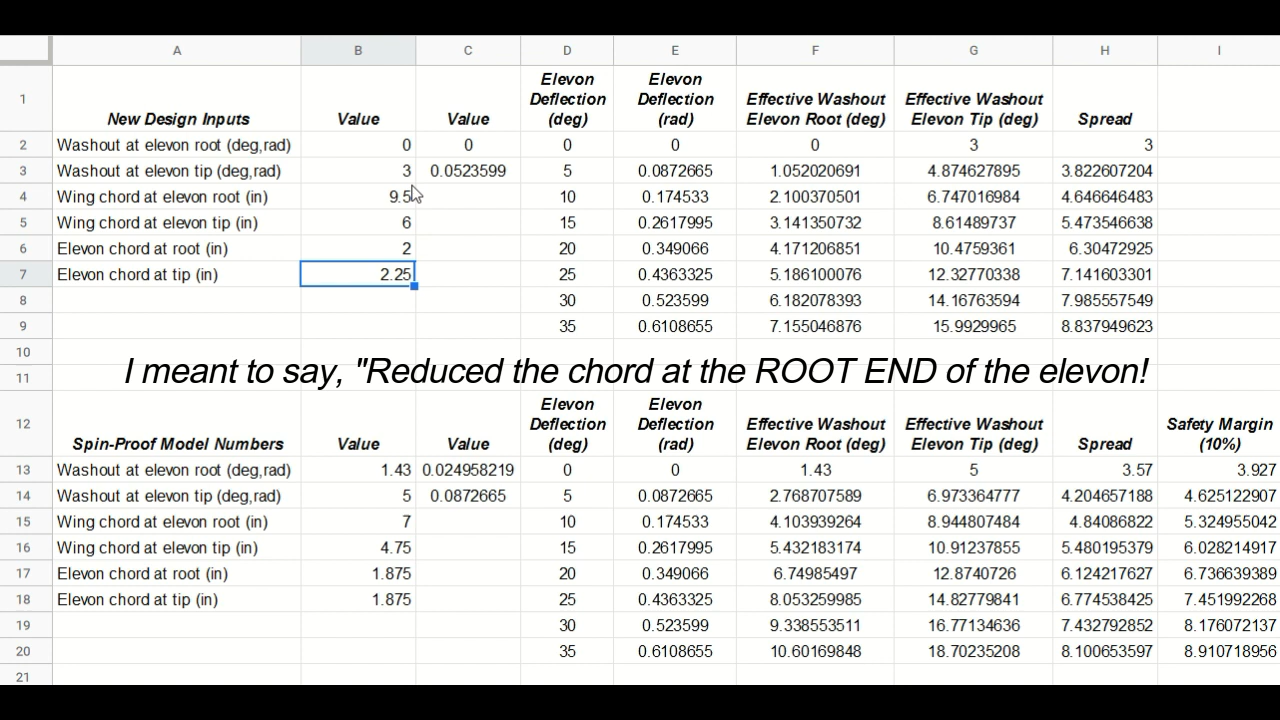 A B C D E F G H I
1 New Design Inputs Value Value Elevon Deflection (deg) Elevon Deflection (rad) Effective Washout Elevon Root (deg) Effective Washout Elevon Tip (deg) Spread
2 Washout at elevon root (deg,rad) 0 0 0 0 0 3 3
3 Washout at elevon tip (deg,rad) 3 0.0523599 5 0.0872665 1.052020691 4.874627895 3.822607204
4 Wing chord at elevon root (in) 9.5 10 0.174533 2.100370501 6.747016984 4.646646483
5 Wing chord at elevon tip (in) 6 15 0.2617995 3.141350732 8.61489737 5.473546638
6 Elevon chord at root (in) 2 20 0.349066 4.171206851 10.4759361 6.30472925
7 Elevon chord at tip (in) 2.25 25 0.4363325 5.186100076 12.32770338 7.141603301
8 30 0.523599 6.182078393 14.16763594 7.985557549
9 35 0.6108655 7.155046876 15.9929965 8.837949623
10
11 I meant to say, "Reduced the chord at the ROOT END of the elevon!
12 Spin-Proof Model Numbers Value Value Elevon Deflection (deg) Elevon Deflection (rad) Effective Washout Elevon Root (deg) Effective Washout Elevon Tip (deg) Spread Safety Margin (10%)
13 Washout at elevon root (deg,rad) 1.43 0.024958219 0 0 1.43 5 3.57 3.927
14 Washout at elevon tip (deg,rad) 5 0.0872665 5 0.0872665 2.768707589 6.973364777 4.204657188 4.625122907
15 Wing chord at elevon root (in) 7 10 0.174533 4.103939264 8.944807484 4.84086822 5.324955042
16 Wing chord at elevon tip (in) 4.75 15 0.2617995 5.432183174 10.91237855 5.480195379 6.028214917
17 Elevon chord at root (in) 1.875 20 0.349066 6.74985497 12.8740726 6.124217627 6.736639389
18 Elevon chord at tip (in) 1.875 25 0.4363325 8.053259985 14.82779841 6.774538425 7.451992268
19 30 0.523599 9.338553511 16.77134636 7.432792852 8.176072137
20 35 0.6108655 10.60169848 18.70235208 8.100653597 8.910718956
21